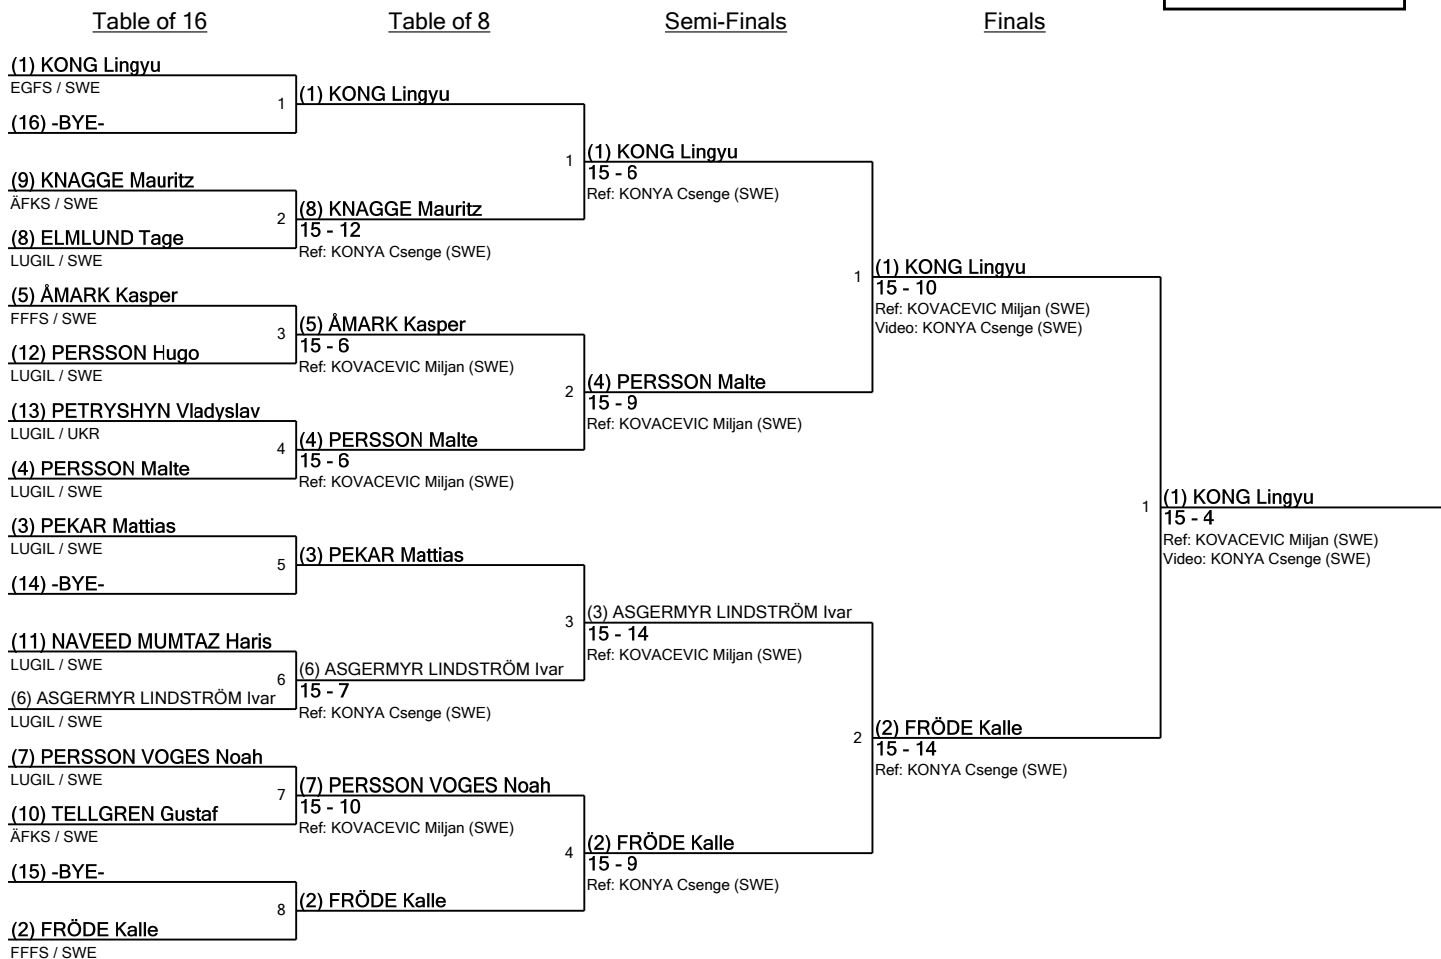 Table of 16
Table of 8
Semi-Finals
Finals
(1) KONG Lingyu
EGFS / SWE
1
(16) -BYE-
(9) KNAGGE Mauritz
ÄFKS / SWE
2
(8) ELMLUND Tage
LUGIL / SWE
(5) ÅMARK Kasper
FFFS / SWE
3
(12) PERSSON Hugo
LUGIL / SWE
(13) PETRYSHYN Vladyslav
LUGIL / UKR
4
(4) PERSSON Malte
LUGIL / SWE
(3) PEKAR Mattias
LUGIL / SWE
5
(14) -BYE-
(11) NAVEED MUMTAZ Haris
LUGIL / SWE
6
(6) ASGERMYR LINDSTRÖM Ivar
LUGIL / SWE
(7) PERSSON VOGES Noah
LUGIL / SWE
7
(10) TELLGREN Gustaf
ÄFKS / SWE
(15) -BYE-
8
(2) FRÖDE Kalle
FFFS / SWE
(1) KONG Lingyu
1
(8) KNAGGE Mauritz
15 - 12
Ref: KONYA Csenge (SWE)
(5) ÅMARK Kasper
15 - 6
Ref: KOVACEVIC Miljan (SWE)
2
(4) PERSSON Malte
15 - 6
Ref: KOVACEVIC Miljan (SWE)
(3) PEKAR Mattias
3
(6) ASGERMYR LINDSTRÖM Ivar
15 - 7
Ref: KONYA Csenge (SWE)
(7) PERSSON VOGES Noah
15 - 10
Ref: KOVACEVIC Miljan (SWE)
4
(2) FRÖDE Kalle
(1) KONG Lingyu
15 - 6
Ref: KONYA Csenge (SWE)
1
(4) PERSSON Malte
15 - 9
Ref: KOVACEVIC Miljan (SWE)
(3) ASGERMYR LINDSTRÖM Ivar
15 - 14
Ref: KOVACEVIC Miljan (SWE)
2
(2) FRÖDE Kalle
15 - 9
Ref: KONYA Csenge (SWE)
(1) KONG Lingyu
15 - 10
Ref: KOVACEVIC Miljan (SWE)
Video: KONYA Csenge (SWE)
1
(2) FRÖDE Kalle
15 - 14
Ref: KONYA Csenge (SWE)
(1) KONG Lingyu
15 - 4
Ref: KOVACEVIC Miljan (SWE)
Video: KONYA Csenge (SWE)